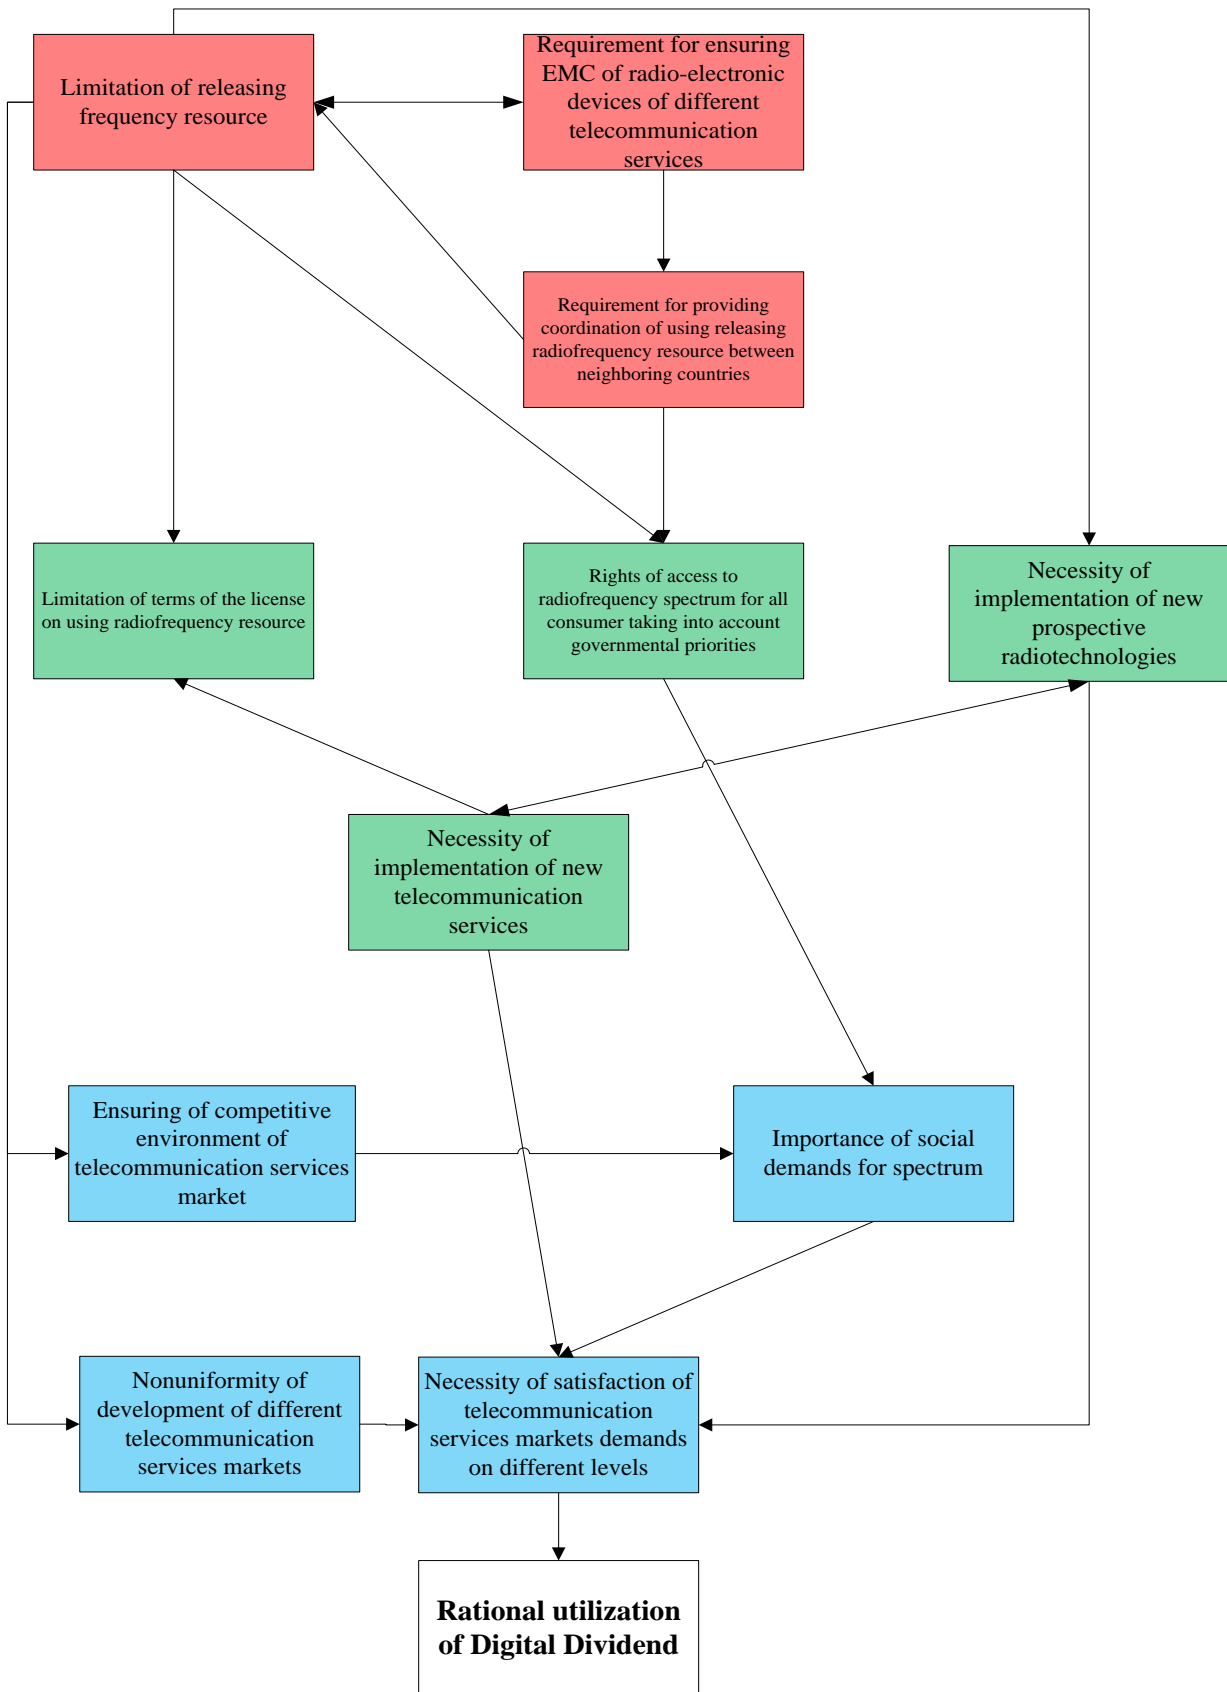 Limitation of releasing
frequency resource
Requirement for ensuring
EMC of radio-electronic
devices of different
telecommunication
services
Requirement for providing
coordination of using releasing
radiofrequency resource between
neighboring countries
Limitation of terms of the license
on using radiofrequency resource
Rights of access to
radiofrequency spectrum for all
consumer taking into account
governmental priorities
Necessity of
implementation of new
prospective
radiotechnologies
Necessity of
implementation of new
telecommunication
services
Ensuring of competitive
environment of
telecommunication services
market
Importance of social
demands for spectrum
Nonuniformity of
development of different
telecommunication
services markets
Necessity of satisfaction of
telecommunication
services markets demands
on different levels
Rational utilization
of Digital Dividend